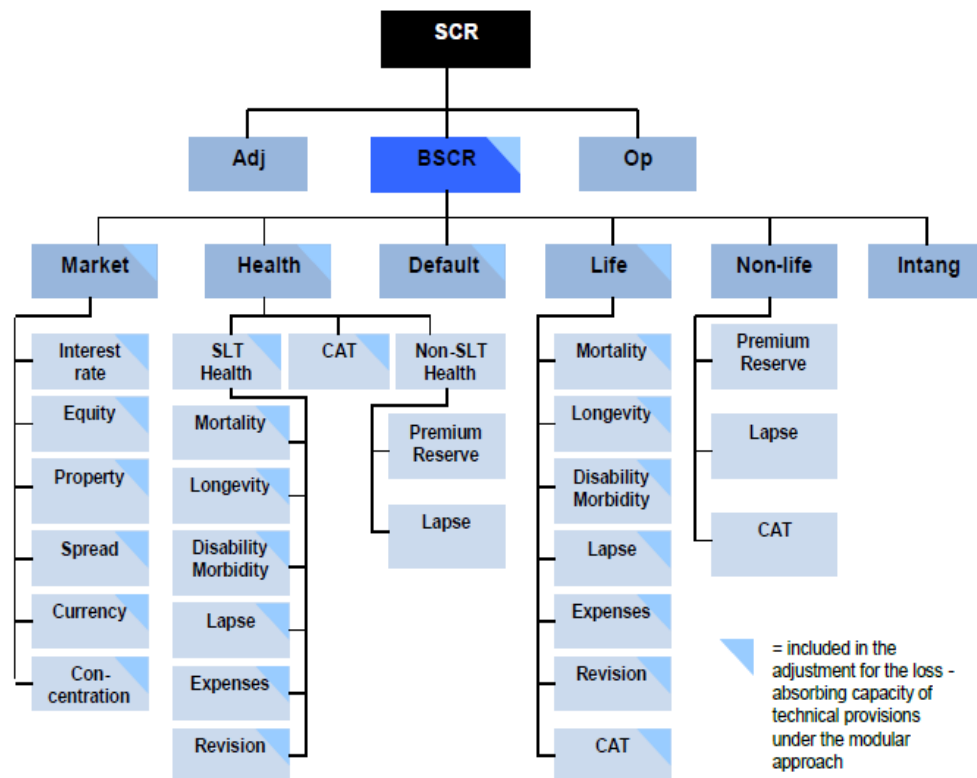 SCR
Adj
BSCR
Op
Market
Health
Default
Life
Non-life
Intang
Interest
rate
Equity
Property
Spread
Currency
Con-
centration
SLT
Health
CAT
Non-SLT
Health
Mortality
Longevity
Disability
Morbidity
Lapse
Expenses
Revision
Premium
Reserve
Lapse
Mortality
Longevity
Disability
Morbidity
Lapse
Expenses
Revision
CAT
Premium
Reserve
Lapse
CAT
= included in the
adjustment for the loss -
absorbing capacity of
technical provisions
under the modular
approach